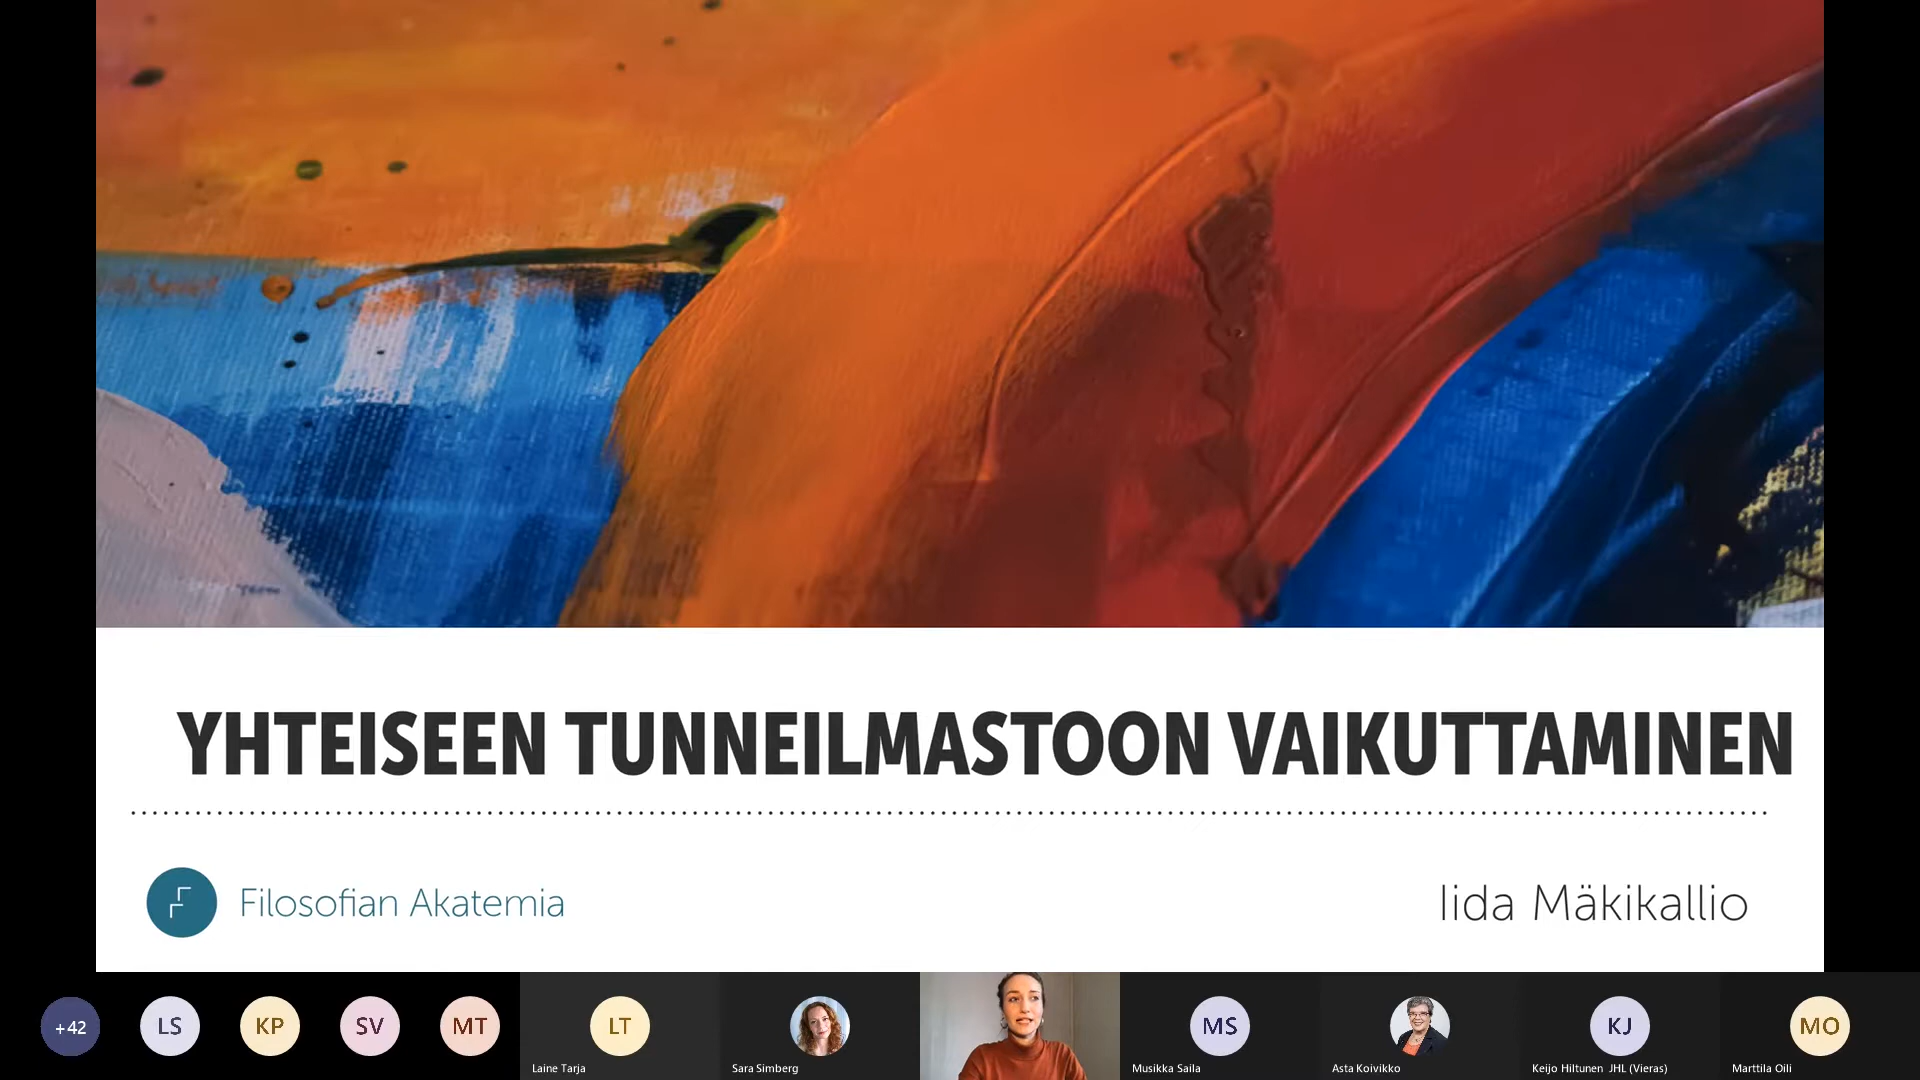 YHTEISEEN TUNNEILMASTOON VAIKUTTAMINEN
Filosofian Akatemia
Iida Mäkikallio
+42
LS
KP
SV
MT
LT
MS
KJ
MO
Laine Tarja
Sara Simberg
Musikka Saila
Asta Koivikko
Keijo Hiltunen JHL (Vieras)
Marttila Oili